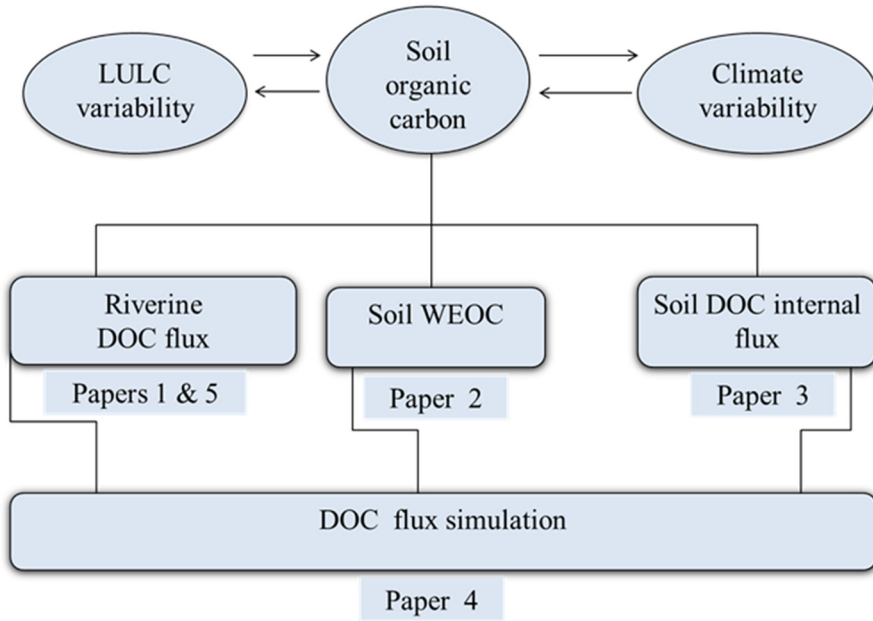 LULC
variability
Soil
organic
carbon
Climate
variability
Riverine
DOC flux
Soil WEOC
Soil DOC internal
flux
Papers 1 & 5
Paper 2
Paper 3
DOC flux simulation
Paper 4